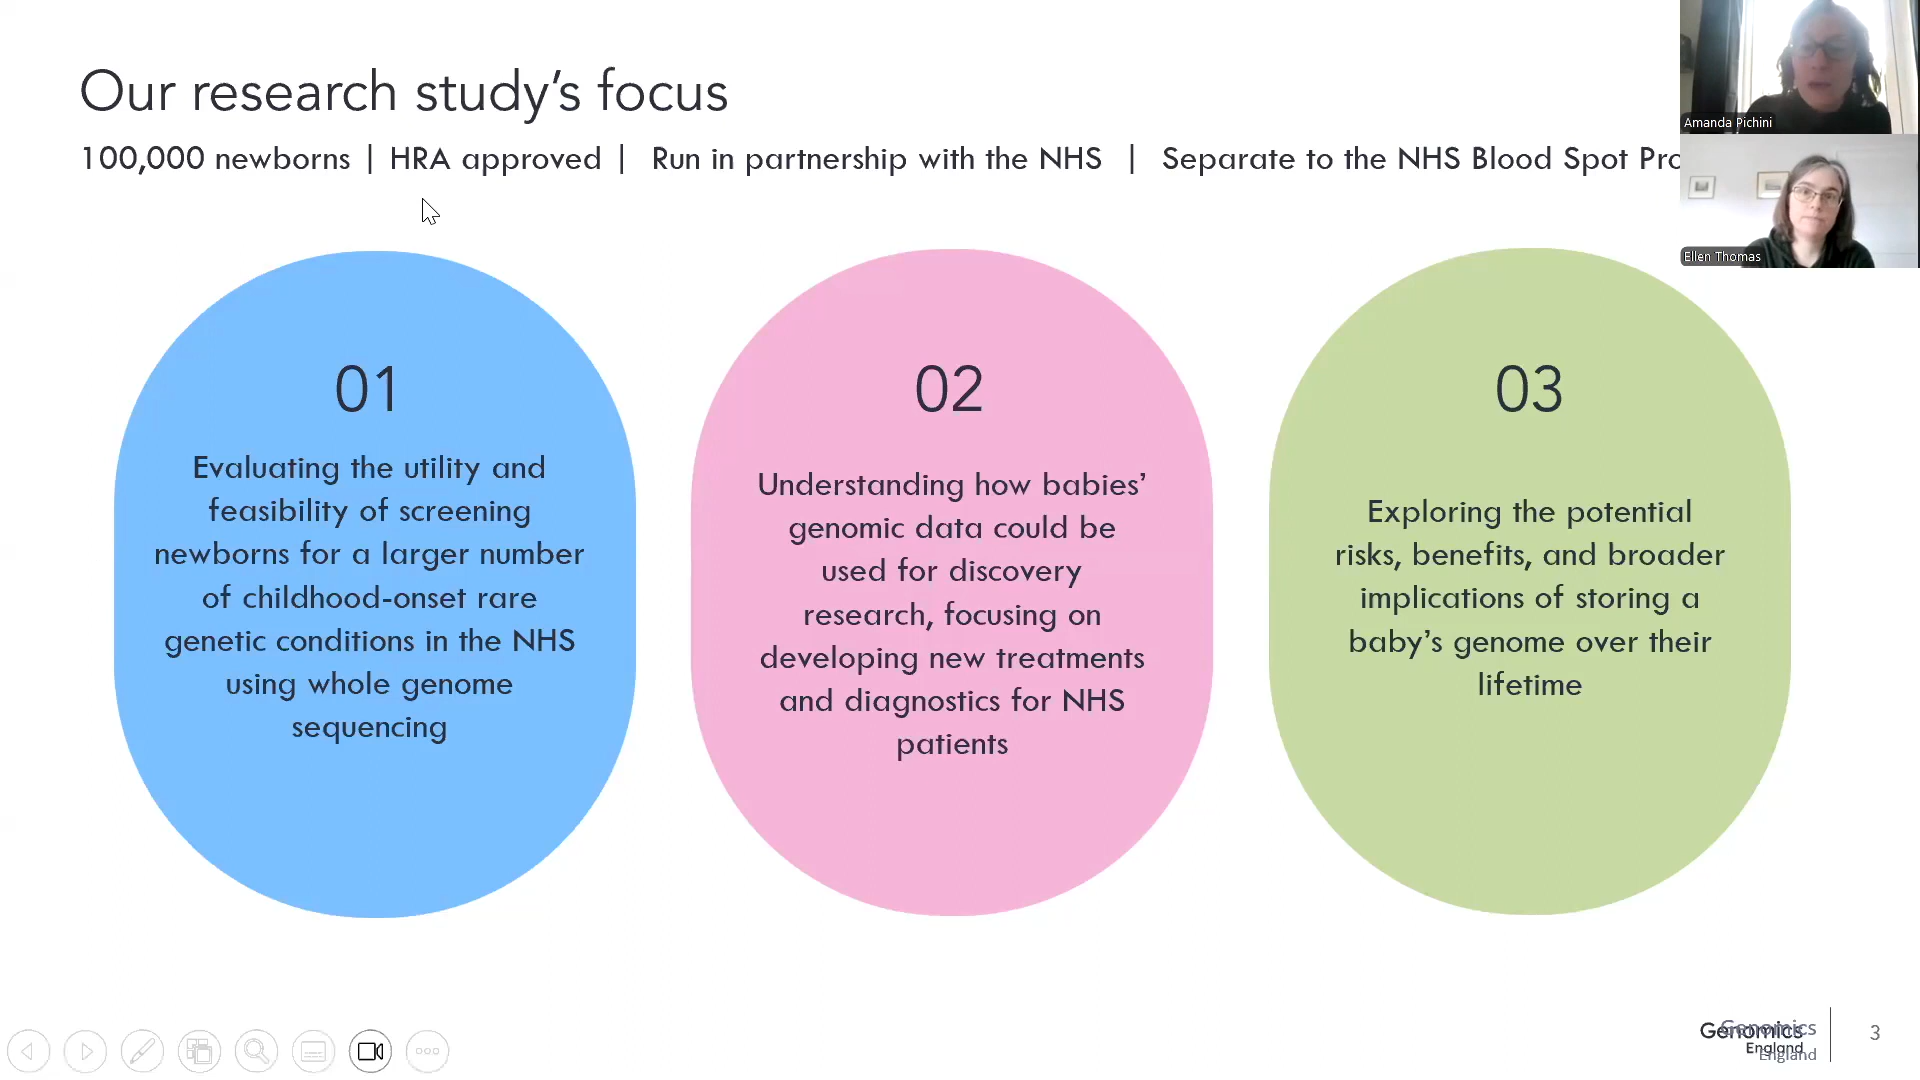 Our research study's focus
100,000 newborns | HRA approved | Run in partnership with the NHS | Separate to the NHS Blood Spot Pro
Amanda Pichini
Ellen Thomas
01
Evaluating the utility and
feasibility of screening
newborns for a larger number
of childhood-onset rare
genetic conditions in the NHS
using whole genome
sequencing
02
Understanding how babies'
genomic data could be
used for discovery
research, focusing on
developing new treatments
and diagnostics for NHS
patients
03
Exploring the potential
risks, benefits, and broader
implications of storing a
baby's genome over their
lifetime
Genomics
England
Genomics
England
3